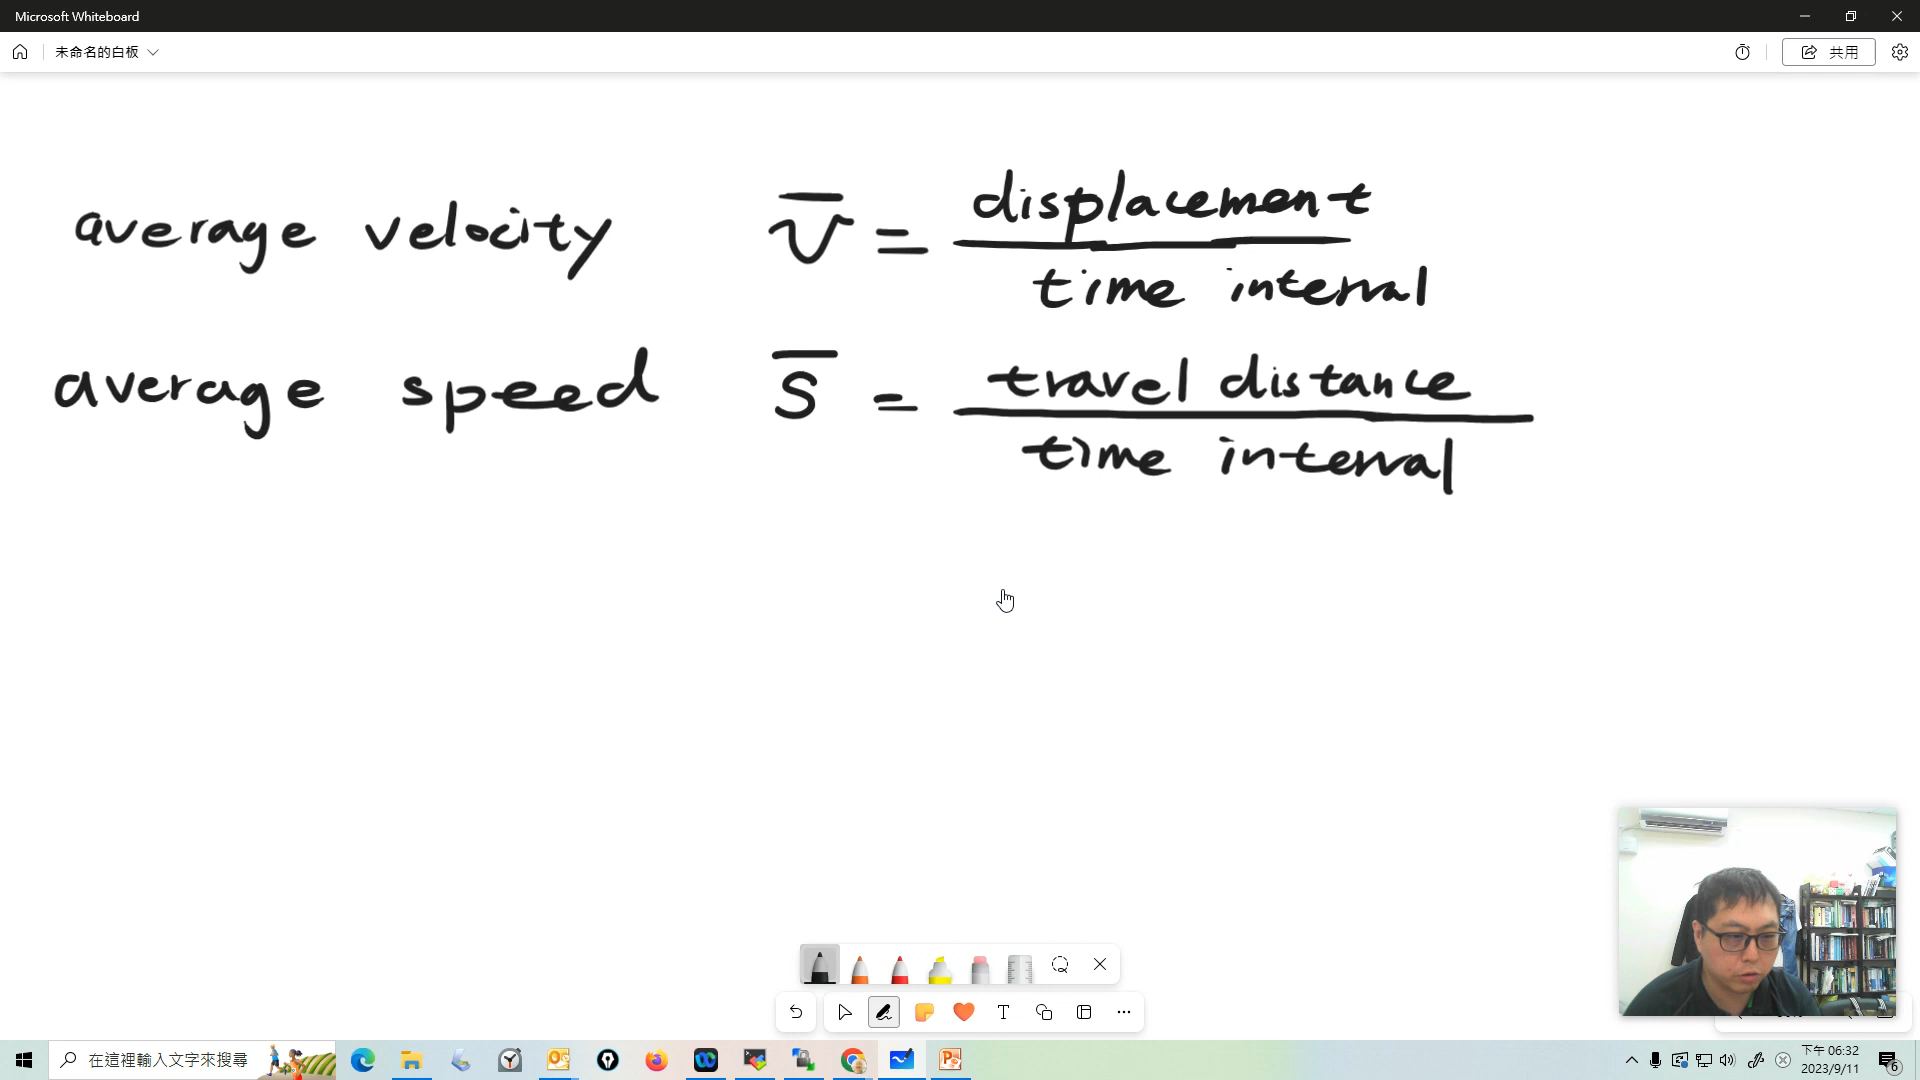 Microsoft Whiteboard
未命名的白板
共用
average velocity v̅ = displacement / time interval
average speed s̅ = travel distance / time interval
T
在這裡輸入文字來搜尋
下午 06:32
2023/9/11
6